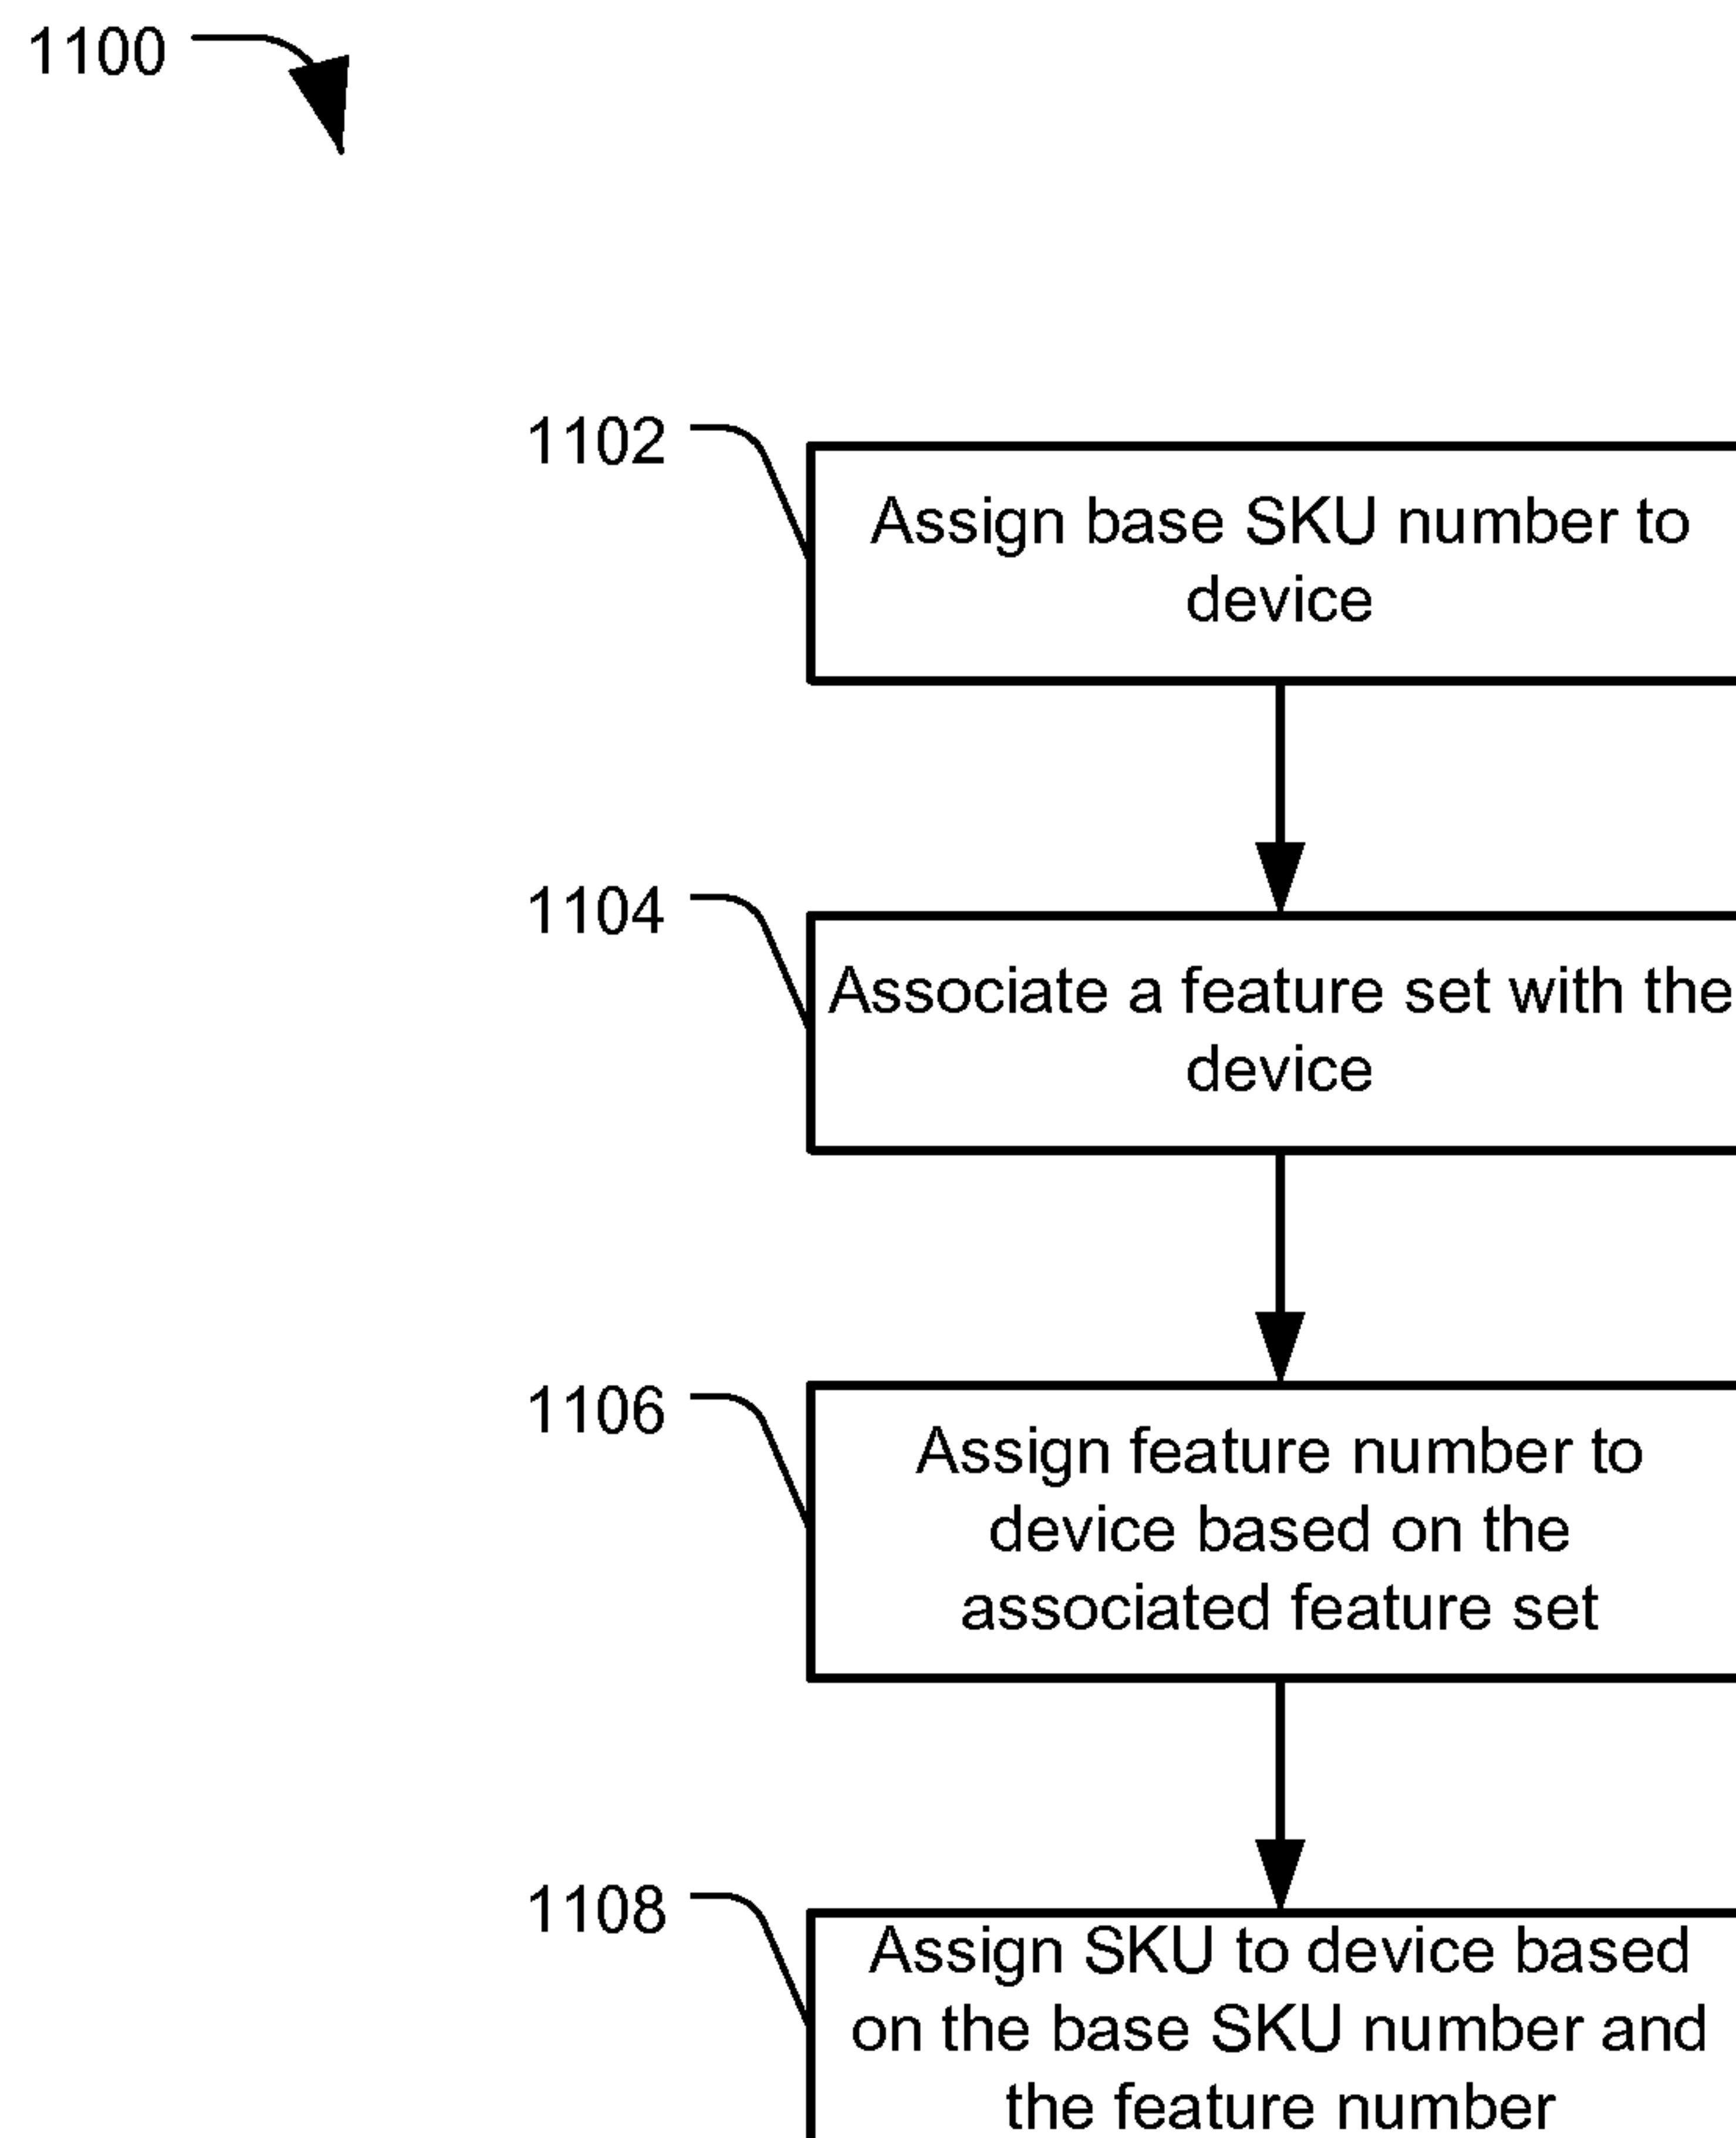 1100
1102
Assign base SKU number to
device
1104
Associate a feature set with the
device
1106
Assign feature number to
device based on the
associated feature set
1108
Assign SKU to device based
on the base SKU number and
the feature number